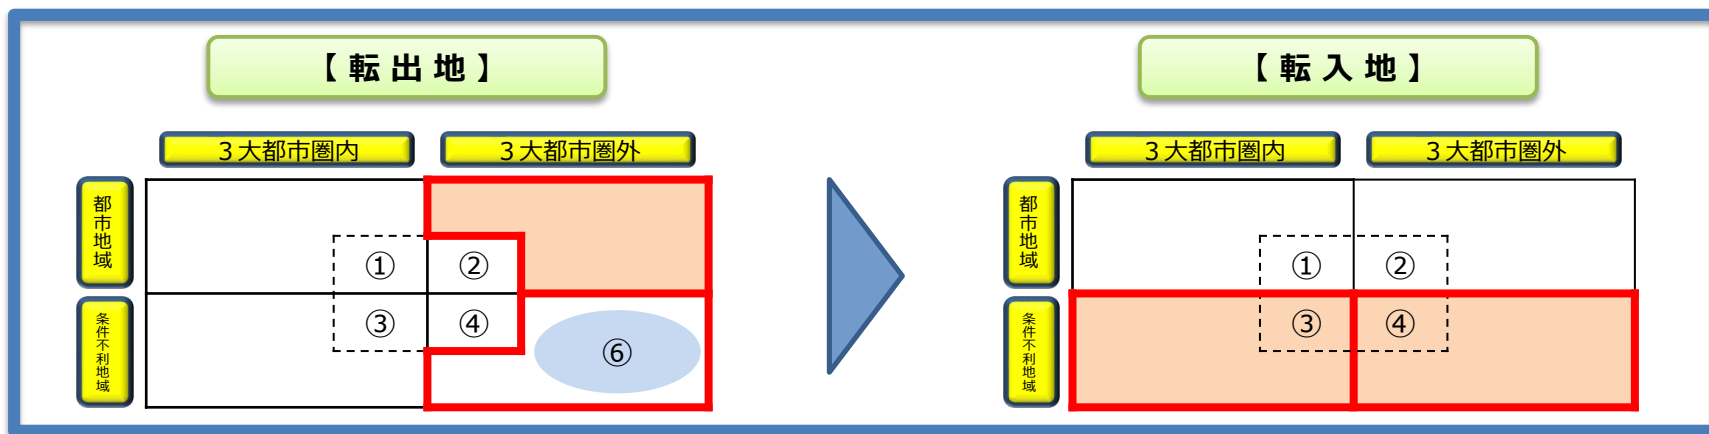 【転出地】
３大都市圏内
３大都市圏外
都市地域
①
②
条件不利地域
③
④
⑥
【転入地】
３大都市圏内
３大都市圏外
都市地域
①
②
条件不利地域
③
④